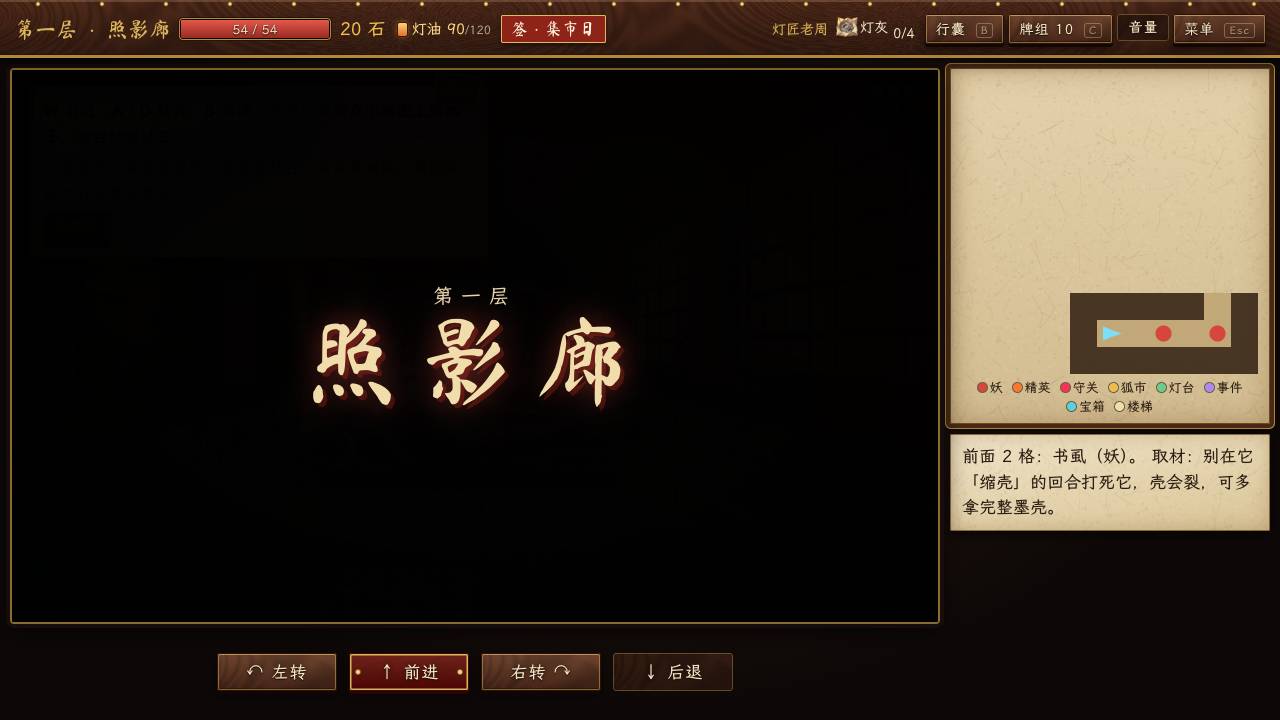 第一层 · 照影廊 54 / 54 20 石 灯油 90/120 签 · 集市日 灯匠老周 灯灰 0/4 行囊 B 牌组 10 C 音量 菜单 Esc
第一层
照影廊
妖 精英 守关 狐市 灯台 事件
宝箱 楼梯
前面 2 格：书虱（妖）。 取材：别在它
「缩壳」的回合打死它，壳会裂，可多
拿完整墨壳。
↶ 左转 ↑ 前进 右转 ↷ ↓ 后退